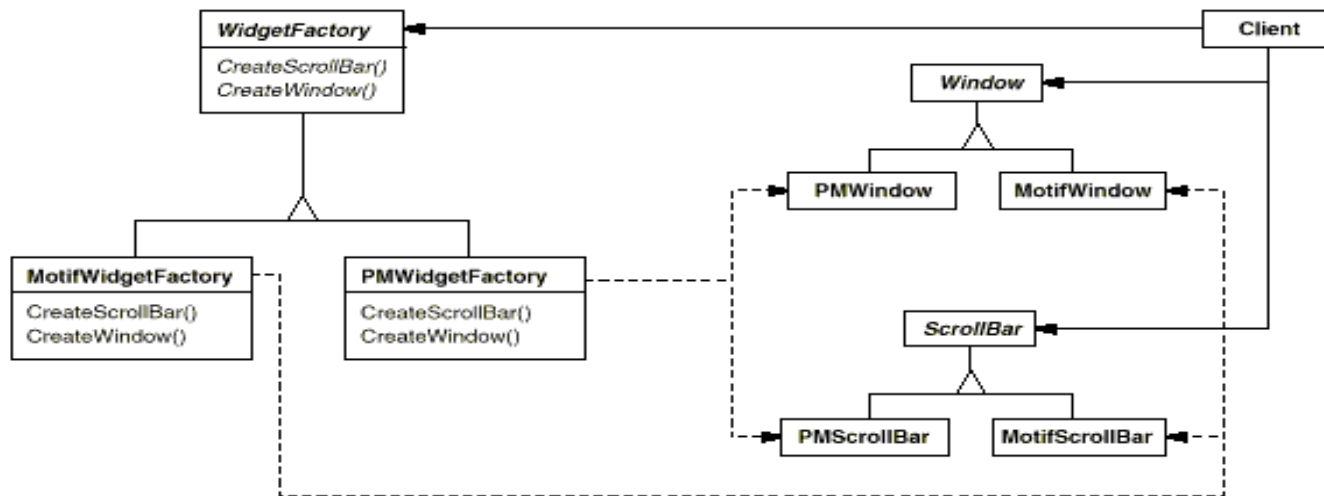 WidgetFactory
CreateScrollBar()
CreateWindow()
Client
Window
PMWindow
MotifWindow
MotifWidgetFactory
CreateScrollBar()
CreateWindow()
PMWidgetFactory
CreateScrollBar()
CreateWindow()
ScrollBar
PMScrollBar
MotifScrollBar